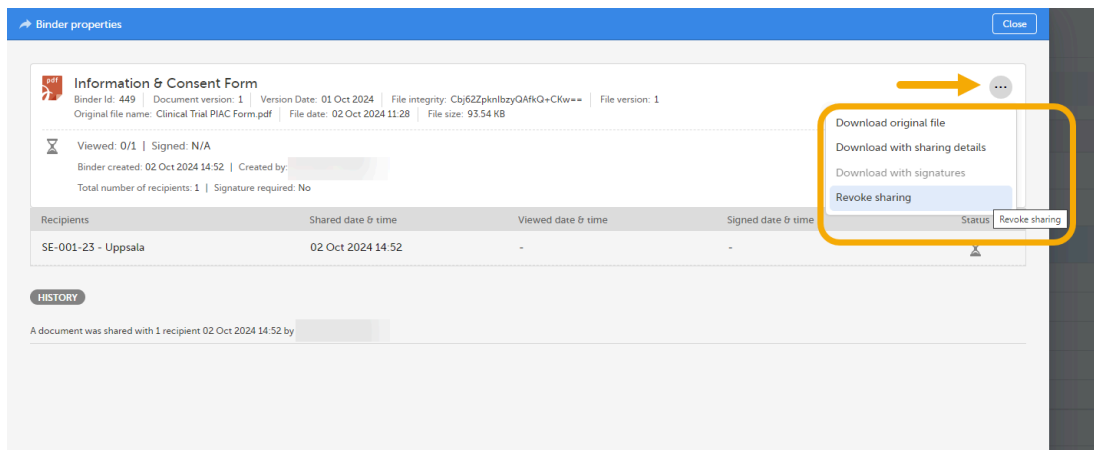 Binder properties
Close
pdf
Information & Consent Form
Binder Id: 449 Document version: 1 Version Date: 01 Oct 2024 File integrity: Cbj62ZpknIbzyQAfkQ+CKw== File version: 1
Original file name: Clinical Trial PIAC Form.pdf File date: 02 Oct 2024 11:28 File size: 93.54 KB
Viewed: 0/1 | Signed: N/A
Binder created: 02 Oct 2024 14:52 | Created by:
Total number of recipients: 1 | Signature required: No
...
Download original file
Download with sharing details
Download with signatures
Revoke sharing
Revoke sharing
Recipients Shared date & time Viewed date & time Signed date & time Status
SE-001-23 - Uppsala 02 Oct 2024 14:52 - -
HISTORY
A document was shared with 1 recipient 02 Oct 2024 14:52 by